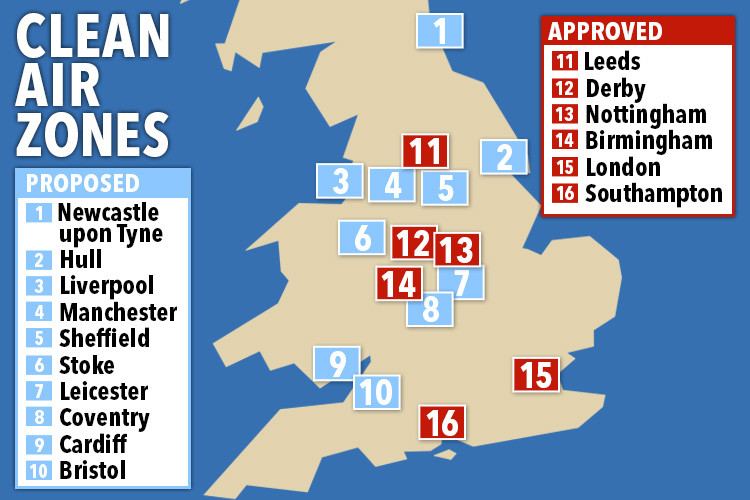 CLEAN
AIR
ZONES
PROPOSED
1 Newcastle
upon Tyne
2 Hull
3 Liverpool
4 Manchester
5 Sheffield
6 Stoke
7 Leicester
8 Coventry
9 Cardiff
10 Bristol
APPROVED
11 Leeds
12 Derby
13 Nottingham
14 Birmingham
15 London
16 Southampton
1
11
2
3
4
5
6
12
13
14
7
8
9
10
15
16